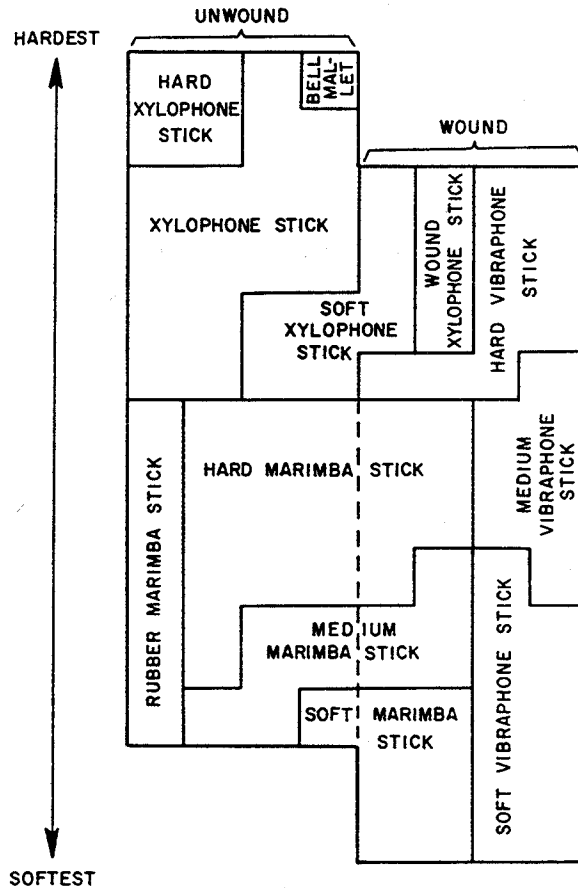 UNWOUND
HARDEST
HARD
XYLOPHONE
STICK
BELL
MAL-
LET
WOUND
XYLOPHONE STICK
WOUND
XYLOPHONE STICK
HARD VIBRAPHONE
STICK
SOFT
XYLOPHONE
STICK
HARD MARIMBA STICK
MEDIUM
VIBRAPHONE
STICK
RUBBER MARIMBA STICK
MEDIUM
MARIMBA STICK
SOFT MARIMBA
STICK
SOFT VIBRAPHONE STICK
SOFTEST